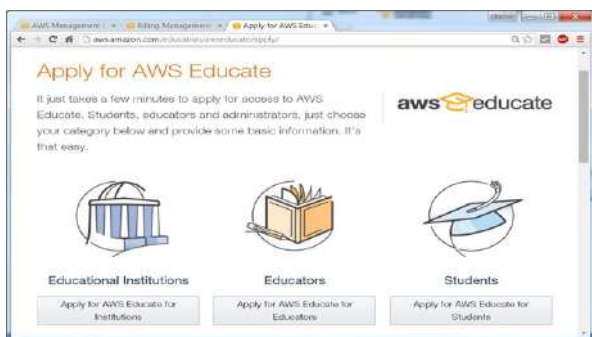 AWS Management
Billing Management
Apply for AWS Educ
aws.amazon.com/education/awseducate/apply/
Apply for AWS Educate
aws educate
It just takes a few minutes to apply for access to AWS
Educate. Students, educators and administrators, just choose
your category below and provide some basic information. It's
that easy.
Educational Institutions
Educators
Students
Apply for AWS Educate for
Institutions
Apply for AWS Educate for
Educators
Apply for AWS Educate for
Students